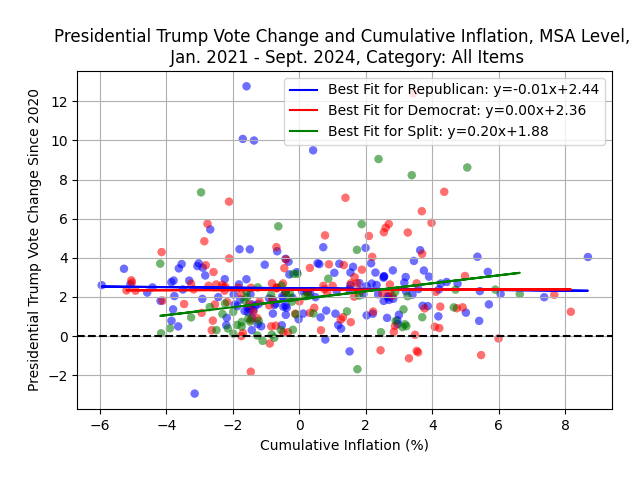 Presidential Trump Vote Change and Cumulative Inflation, MSA Level,
Jan. 2021 - Sept. 2024, Category: All Items
Best Fit for Republican: y=-0.01x+2.44
Best Fit for Democrat: y=0.00x+2.36
Best Fit for Split: y=0.20x+1.88
Presidential Trump Vote Change Since 2020
12
10
8
6
4
2
0
−2
−6 −4 −2 0 2 4 6 8
Cumulative Inflation (%)